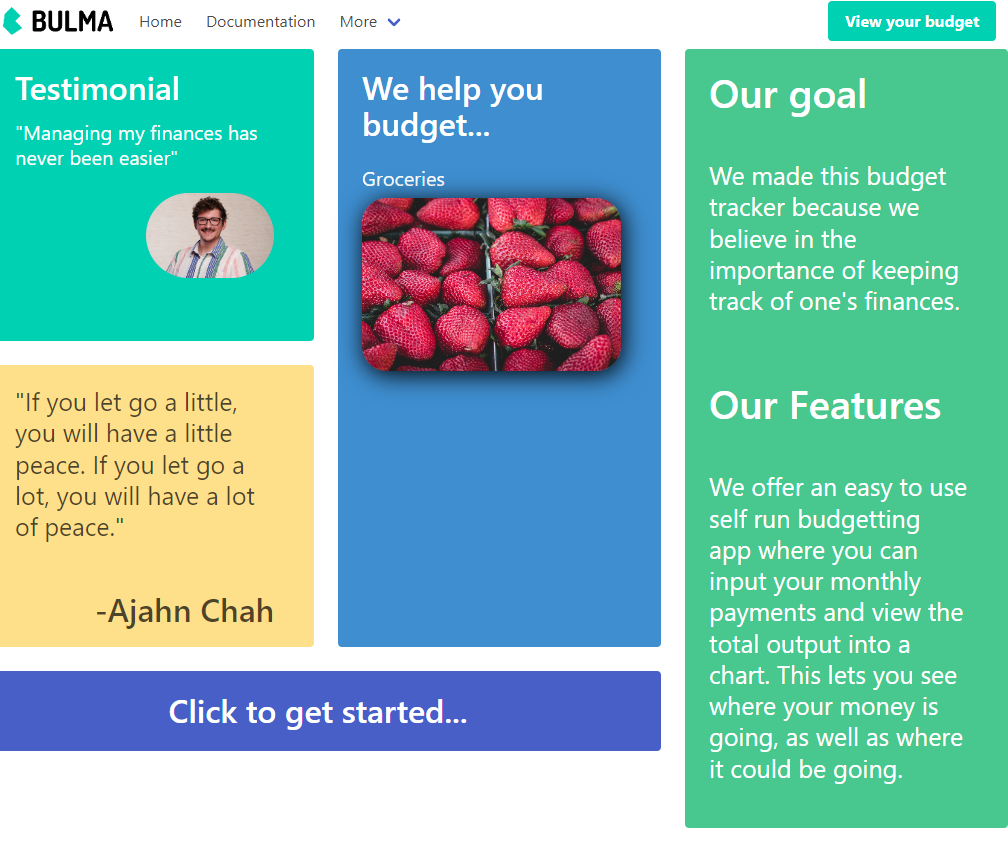 BULMA
Home
Documentation
More
View your budget
Testimonial
"Managing my finances has
never been easier"
"If you let go a little,
you will have a little
peace. If you let go a
lot, you will have a lot
of peace."
-Ajahn Chah
We help you
budget...
Groceries
Click to get started...
Our goal
We made this budget
tracker because we
believe in the
importance of keeping
track of one's finances.
Our Features
We offer an easy to use
self run budgetting
app where you can
input your monthly
payments and view the
total output into a
chart. This lets you see
where your money is
going, as well as where
it could be going.